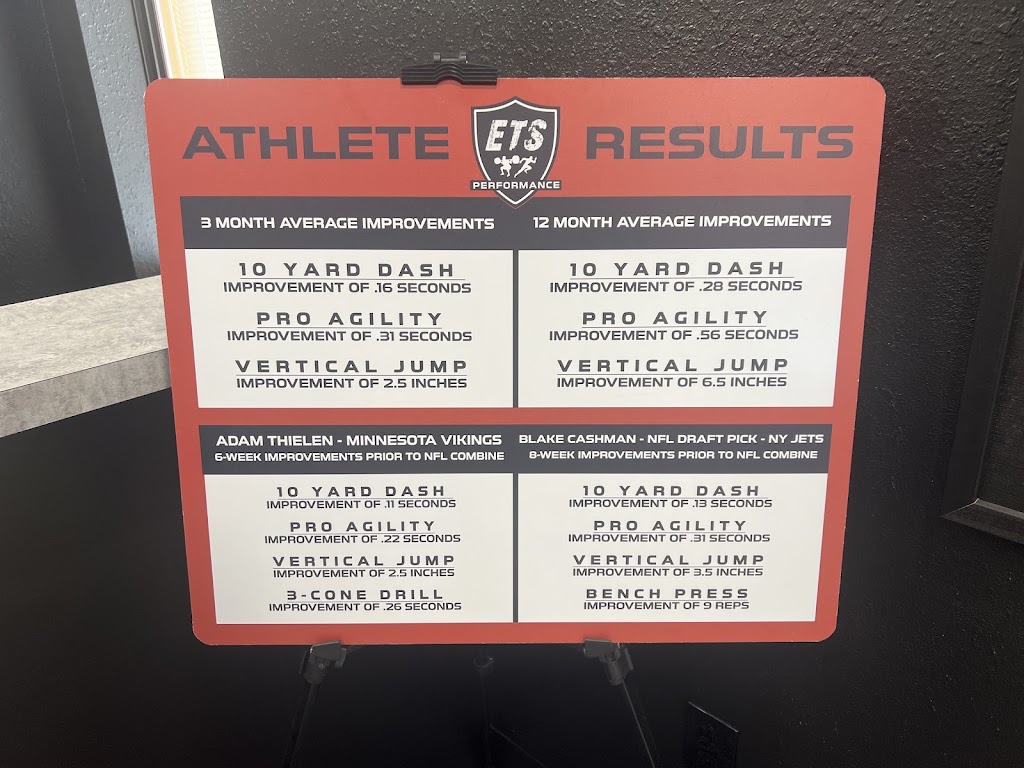 ATHLETE ETS RESULTS
PERFORMANCE
3 MONTH AVERAGE IMPROVEMENTS
10 YARD DASH
IMPROVEMENT OF .16 SECONDS
PRO AGILITY
IMPROVEMENT OF .31 SECONDS
VERTICAL JUMP
IMPROVEMENT OF 2.5 INCHES
12 MONTH AVERAGE IMPROVEMENTS
10 YARD DASH
IMPROVEMENT OF .28 SECONDS
PRO AGILITY
IMPROVEMENT OF .56 SECONDS
VERTICAL JUMP
IMPROVEMENT OF 6.5 INCHES
ADAM THIELEN - MINNESOTA VIKINGS
6-WEEK IMPROVEMENTS PRIOR TO NFL COMBINE
10 YARD DASH
IMPROVEMENT OF .11 SECONDS
PRO AGILITY
IMPROVEMENT OF .22 SECONDS
VERTICAL JUMP
IMPROVEMENT OF 2.5 INCHES
3-CONE DRILL
IMPROVEMENT OF .26 SECONDS
BLAKE CASHMAN - NFL DRAFT PICK - NY JETS
8-WEEK IMPROVEMENTS PRIOR TO NFL COMBINE
10 YARD DASH
IMPROVEMENT OF .13 SECONDS
PRO AGILITY
IMPROVEMENT OF .31 SECONDS
VERTICAL JUMP
IMPROVEMENT OF 3.5 INCHES
BENCH PRESS
IMPROVEMENT OF 9 REPS